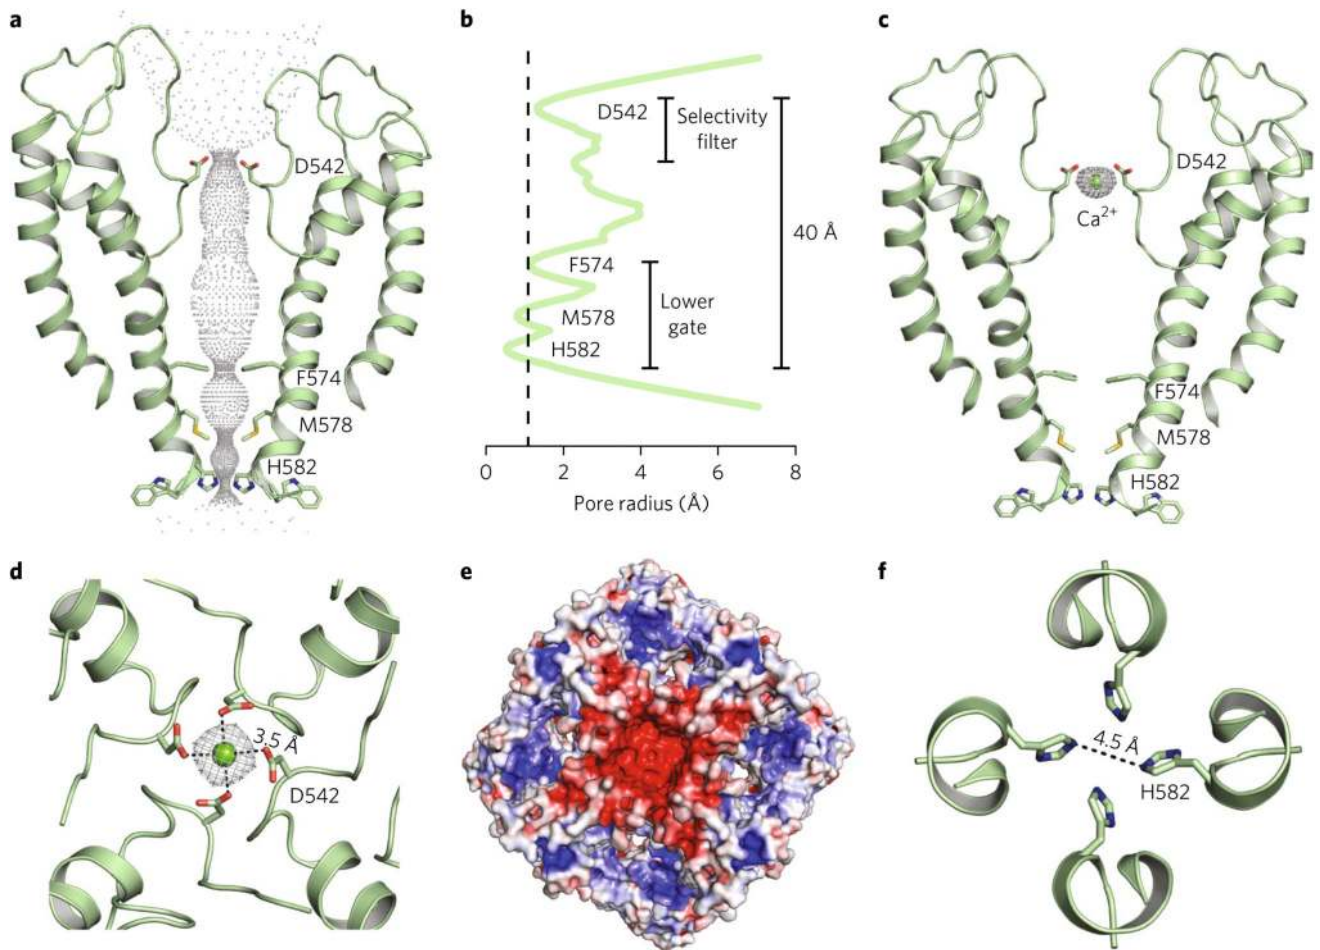 a
D542
F574
M578
H582
b
D542
Selectivity
filter
F574
M578
H582
Lower
gate
40 Å
0 2 4 6 8
Pore radius (Å)
c
D542
Ca²⁺
F574
M578
H582
d
3.5 Å
D542
e
f
4.5 Å
H582